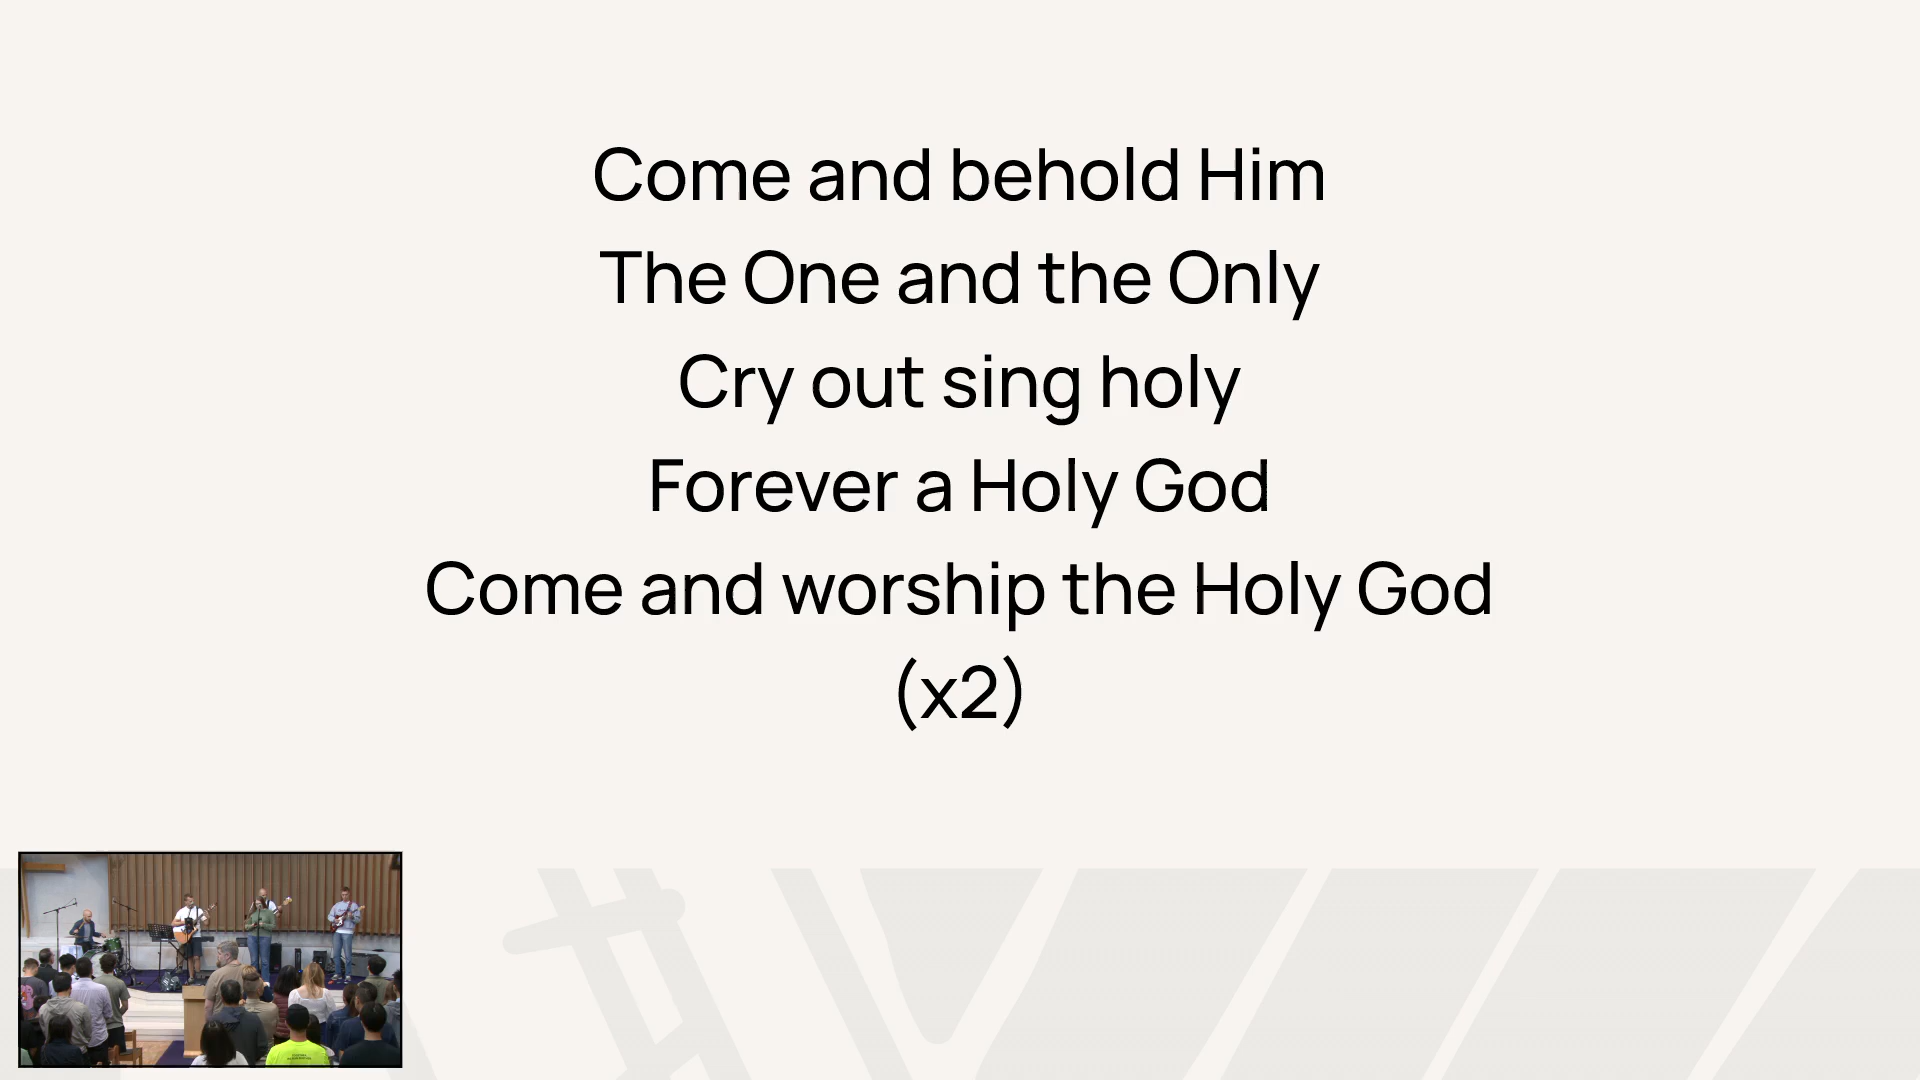 Come and behold Him
The One and the Only
Cry out sing holy
Forever a Holy God
Come and worship the Holy God
(x2)